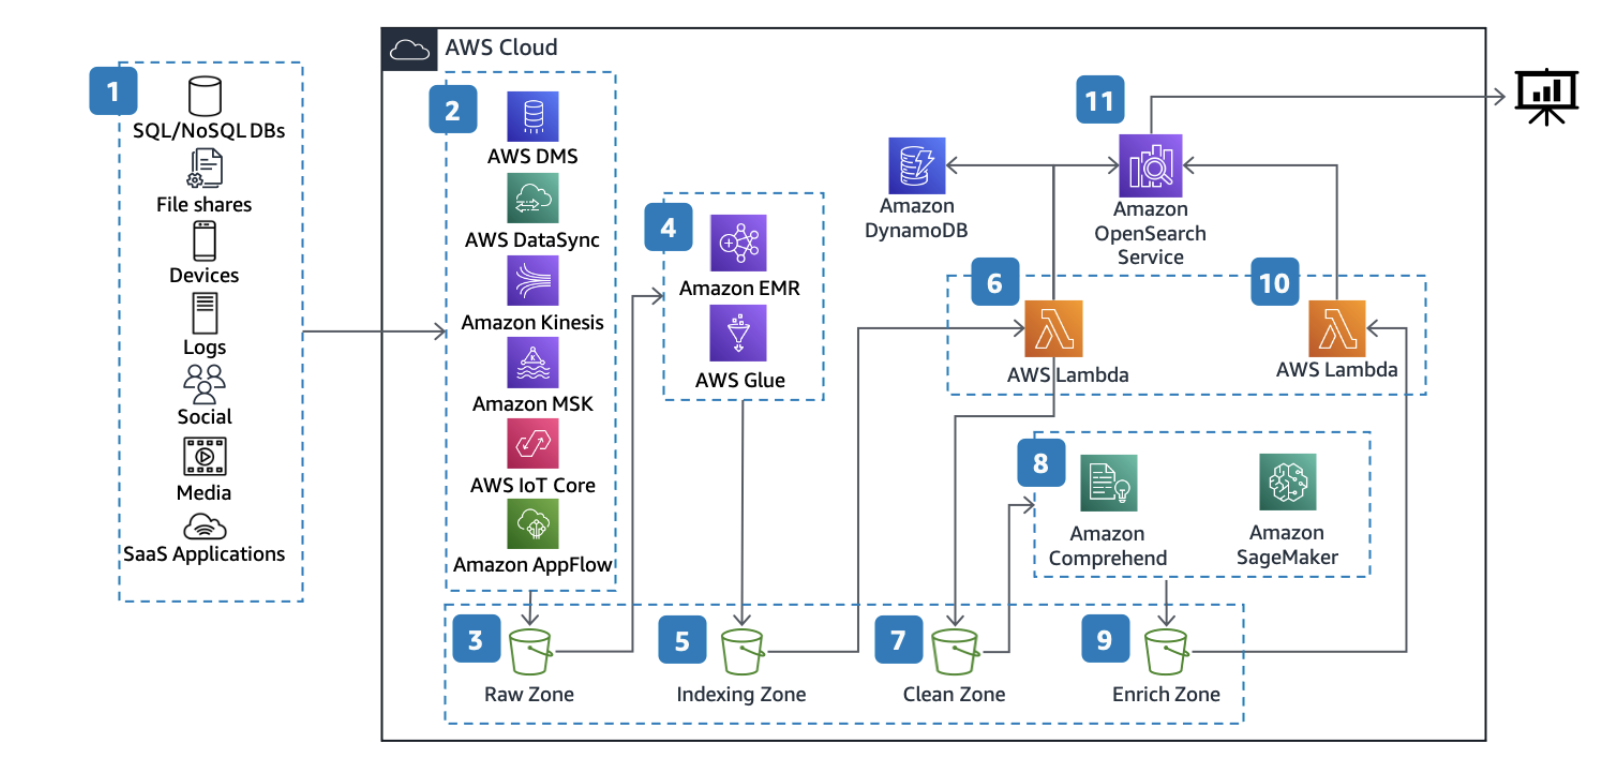 AWS Cloud
1
SQL/NoSQL DBs
File shares
Devices
Logs
Social
Media
SaaS Applications
2
AWS DMS
AWS DataSync
Amazon Kinesis
Amazon MSK
AWS IoT Core
Amazon AppFlow
3
Raw Zone
4
Amazon EMR
AWS Glue
5
Indexing Zone
6
AWS Lambda
Amazon
DynamoDB
7
Clean Zone
8
Amazon
Comprehend
Amazon
SageMaker
9
Enrich Zone
10
AWS Lambda
11
Amazon
OpenSearch
Service